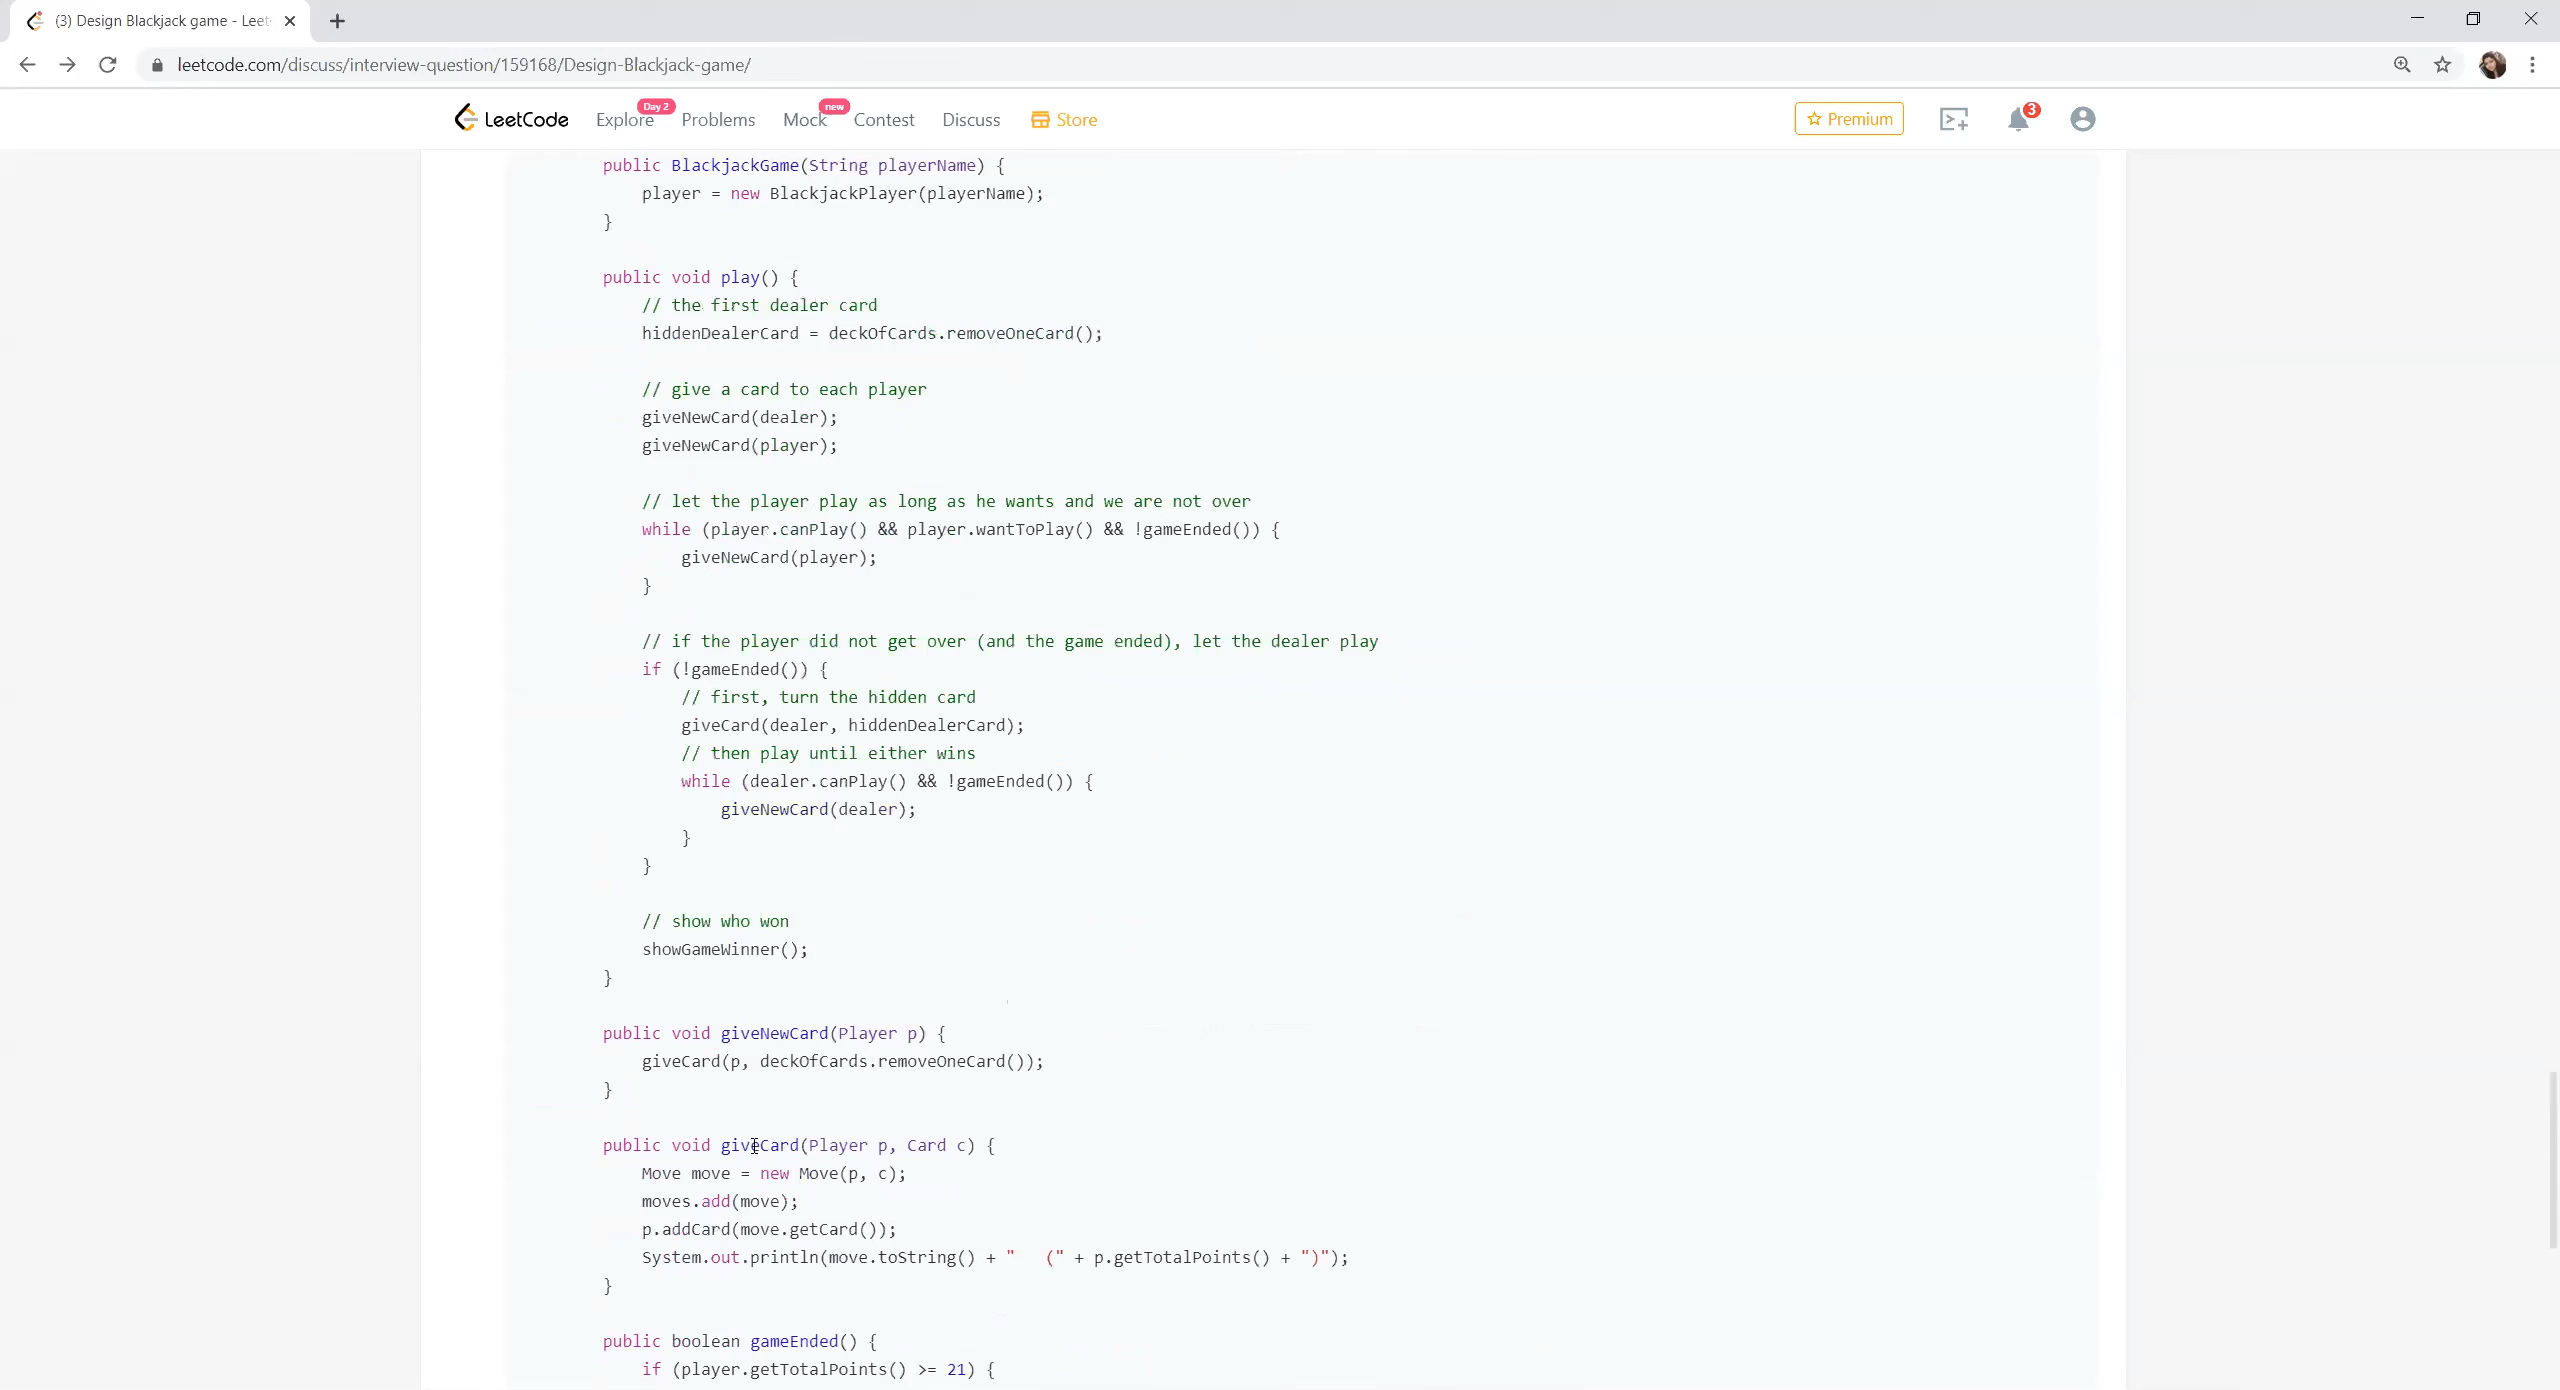 (3) Design Blackjack game - Leet
leetcode.com/discuss/interview-question/159168/Design-Blackjack-game/
LeetCode Explore Day 2 Problems Mock new Contest Discuss Store Premium 3
public BlackjackGame(String playerName) {
player = new BlackjackPlayer(playerName);
}
public void play() {
// the first dealer card
hiddenDealerCard = deckOfCards.removeOneCard();
// give a card to each player
giveNewCard(dealer);
giveNewCard(player);
// let the player play as long as he wants and we are not over
while (player.canPlay() && player.wantToPlay() && !gameEnded()) {
giveNewCard(player);
}
// if the player did not get over (and the game ended), let the dealer play
if (!gameEnded()) {
// first, turn the hidden card
giveCard(dealer, hiddenDealerCard);
// then play until either wins
while (dealer.canPlay() && !gameEnded()) {
giveNewCard(dealer);
}
}
// show who won
showGameWinner();
}
public void giveNewCard(Player p) {
giveCard(p, deckOfCards.removeOneCard());
}
public void giveCard(Player p, Card c) {
Move move = new Move(p, c);
moves.add(move);
p.addCard(move.getCard());
System.out.println(move.toString() + "   (" + p.getTotalPoints() + ")");
}
public boolean gameEnded() {
if (player.getTotalPoints() >= 21) {